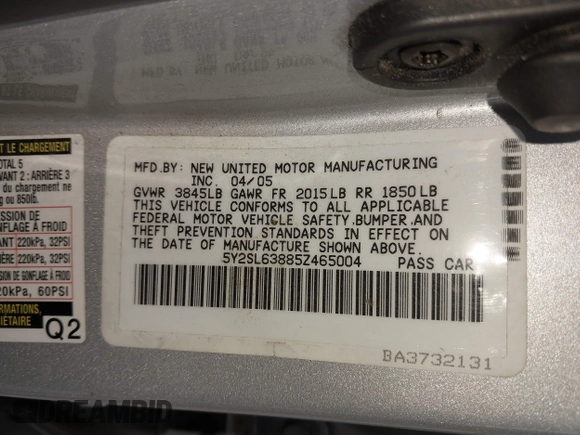 LE CHARGEMENT
TOTAL 5
AVANT 2 : ARRIÈRE 3
du chargement ne
ou 850lb.
PRESSION DE
GONFLAGE À FROID
220kPa, 32PSI
220kPa, 32PSI
PRESSION DE GONFLAGE À FROID
420kPa, 60PSI
Q2
MFD.BY: NEW UNITED MOTOR MANUFACTURING
INC. 04/05
GVWR 3845LB GAWR FR 2015LB RR 1850LB
THIS VEHICLE CONFORMS TO ALL APPLICABLE
FEDERAL MOTOR VEHICLE SAFETY,BUMPER,AND
THEFT PREVENTION STANDARDS IN EFFECT ON
THE DATE OF MANUFACTURE SHOWN ABOVE.
5Y2SL63885Z465004 PASS CAR
BA3732131
DREAMBID